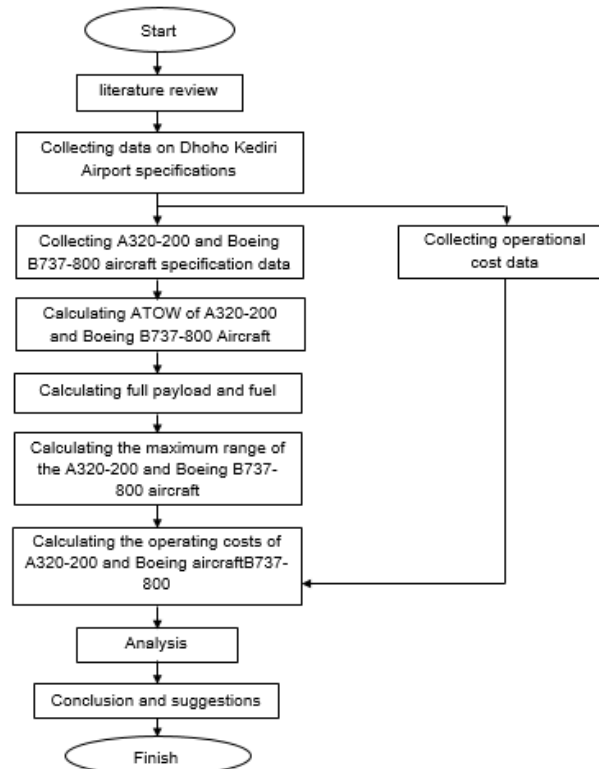 Start
literature review
Collecting data on Dhoho Kediri
Airport specifications
Collecting A320-200 and Boeing
B737-800 aircraft specification data
Collecting operational
cost data
Calculating ATOW of A320-200
and Boeing B737-800 Aircraft
Calculating full payload and fuel
Calculating the maximum range of
the A320-200 and Boeing B737-
800 aircraft
Calculating the operating costs of
A320-200 and Boeing aircraftB737-
800
Analysis
Conclusion and suggestions
Finish